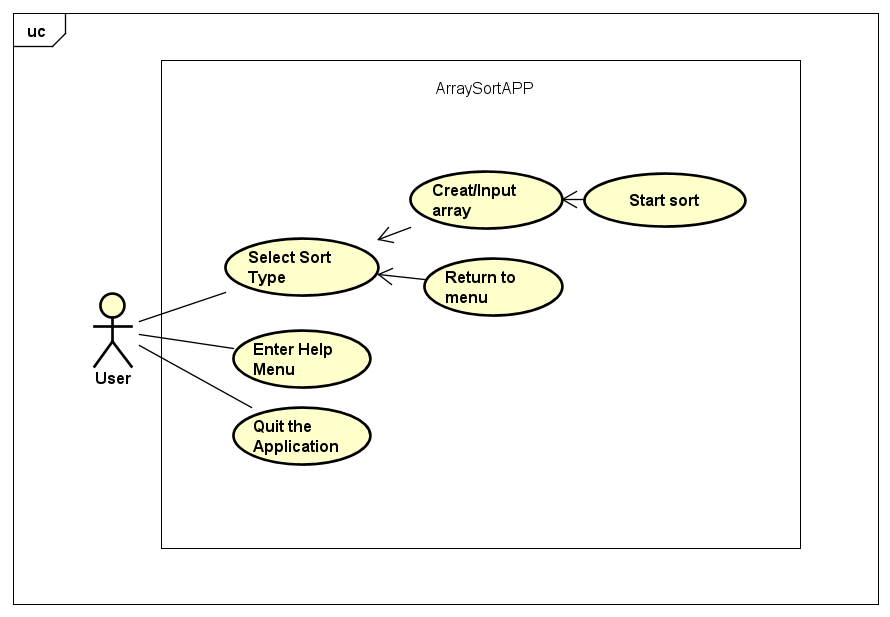 uc
ArraySortAPP
Creat/Input
array
Start sort
Select Sort
Type
Return to
menu
Enter Help
Menu
User
Quit the
Application